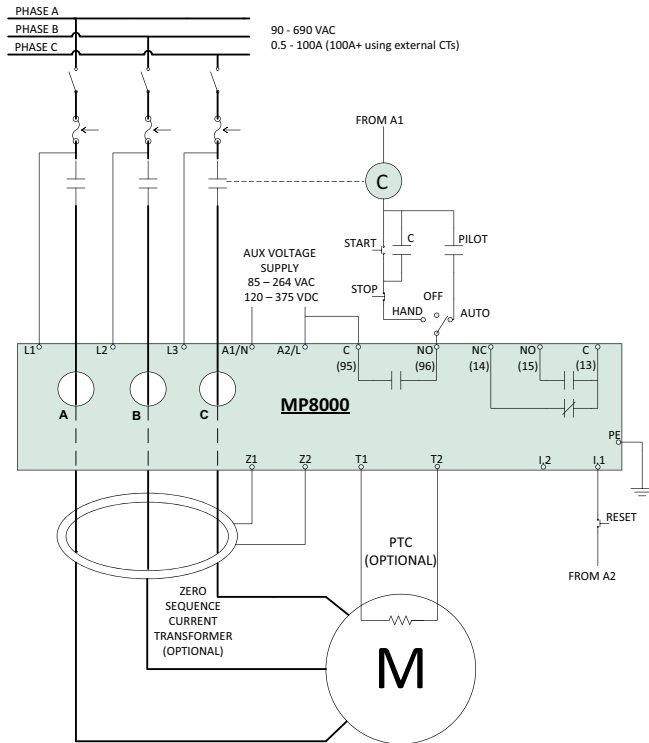 PHASE A
PHASE B
PHASE C
90 - 690 VAC
0.5 - 100A (100A+ using external CTs)
FROM A1
C
START
C
PILOT
STOP
OFF
HAND
AUTO
AUX VOLTAGE
SUPPLY
85 – 264 VAC
120 – 375 VDC
L1
L2
L3
A1/N
A2/L
C
(95)
NO
(96)
NC
(14)
NO
(15)
C
(13)
A
B
C
MP8000
PE
Z1
Z2
T1
T2
I.2
I.1
RESET
FROM A2
PTC
(OPTIONAL)
ZERO
SEQUENCE
CURRENT
TRANSFORMER
(OPTIONAL)
M